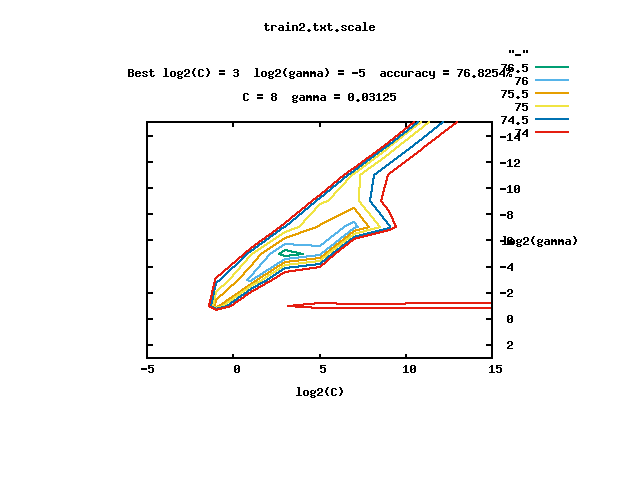 train2.txt.scale
"-"
Best log2(C) = 3  log2(gamma) = -5  accuracy = 76.8254%
76.5
76
75.5
75
74.5
74
C = 8  gamma = 0.03125
-14
-12
-10
-8
-6
log2(gamma)
-4
-2
0
2
-5 0 5 10 15
log2(C)